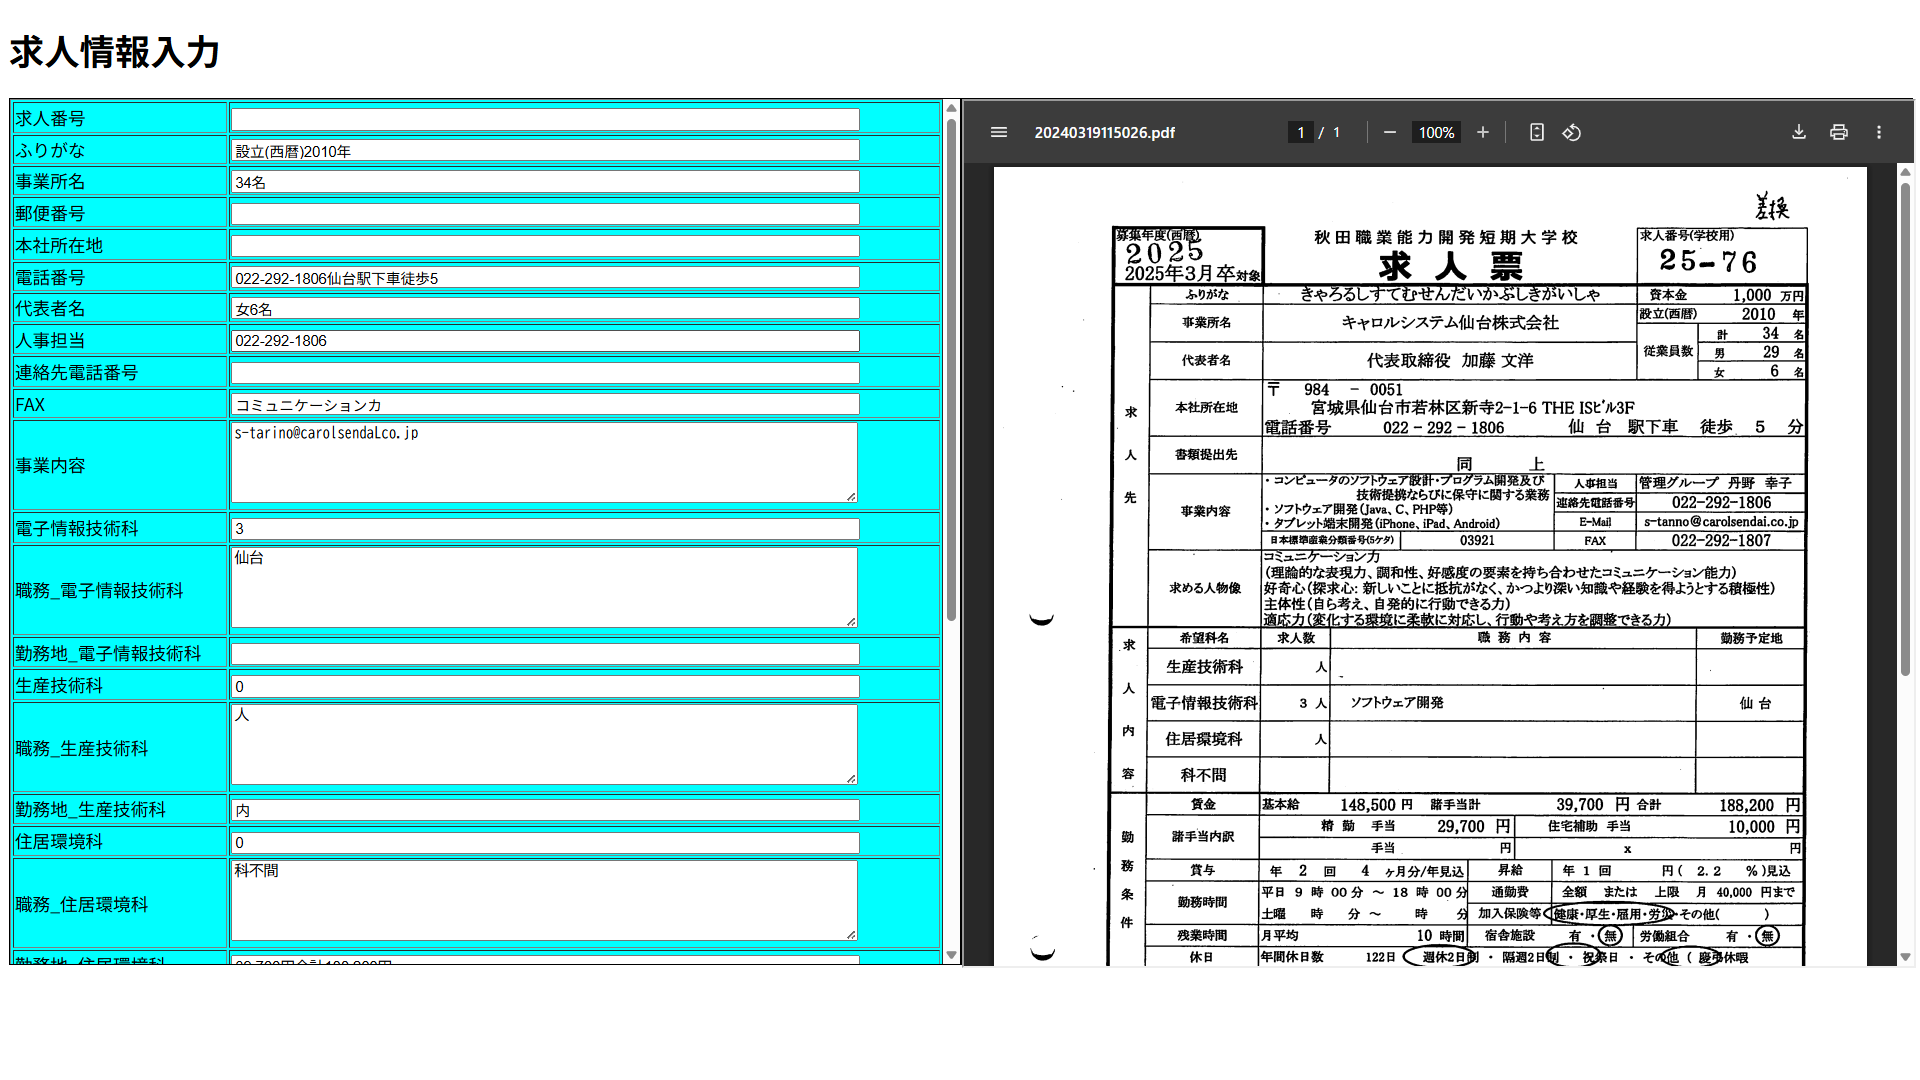 求人情報入力
求人番号
ふりがな 設立(西暦)2010年
事業所名 34名
郵便番号
本社所在地
電話番号 022-292-1806仙台駅下車徒歩5
代表者名 女6名
人事担当 022-292-1806
連絡先電話番号
FAX コミュニケーションカ
事業内容 s-tarino@carolsendaLco.jp
電子情報技術科 3
職務_電子情報技術科 仙台
勤務地_電子情報技術科
生産技術科 0
職務_生産技術科 人
勤務地_生産技術科 内
住居環境科 0
職務_住居環境科 科不間
勤務地_住居環境科 39,700円合計188,200円
20240319115026.pdf 1 / 1 100%
差換
募集年度(西暦) 秋田職業能力開発短期大学校 求人番号(学校用)
2025 求人票 25-76
2025年3月卒対象
ふりがな きゃろるしすてむせんだいかぶしきがいしゃ 資本金 1,000 万円
事業所名 キャロルシステム仙台株式会社 設立(西暦) 2010 年
従業員数 計 34 名
代表者名 代表取締役 加藤 文洋 男 29 名
女 6 名
求人先
本社所在地 〒 984 - 0051
宮城県仙台市若林区新寺2-1-6 THE ISビル3F
電話番号 022-292-1806 仙台 駅下車 徒歩 5 分
書類提出先 同 上
事業内容 ・コンピュータのソフトウェア設計・プログラム開発及び
技術提携ならびに保守に関する業務
・ソフトウェア開発(Java、C、PHP等)
・タブレット端末開発(iPhone、iPad、Android)
人事担当 管理グループ 丹野 幸子
連絡先電話番号 022-292-1806
E-Mail s-tanno@carolsendai.co.jp
日本標準産業分類番号(5ケタ) 03921 FAX 022-292-1807
求める人物像 コミュニケーション力
(理論的な表現力、調和性、好感度の要素を持ち合わせたコミュニケーション能力)
好奇心(探求心: 新しいことに抵抗がなく、かつより深い知識や経験を得ようとする積極性)
主体性(自ら考え、自発的に行動できる力)
適応力(変化する環境に柔軟に対応し、行動や考え方を調整できる力)
求人内容
希望科名 求人数 職務内容 勤務予定地
生産技術科 人
電子情報技術科 3 人 ソフトウェア開発 仙台
住居環境科 人
科不問
勤務条件
賃金 基本給 148,500 円 諸手当計 39,700 円 合計 188,200 円
諸手当内訳 精勤 手当 29,700 円 住宅補助 手当 10,000 円
手当 円 x 円
賞与 年 2 回 4 ヶ月分/年見込 昇給 年 1 回 円( 2.2 %)見込
勤務時間 平日 9 時 00 分 ~ 18 時 00 分 通勤費 全額 または 上限 月 40,000 円まで
土曜 時 分 ~ 時 分 加入保険等 健康・厚生・雇用・労災・その他( )
残業時間 月平均 10 時間 宿舎施設 有 ・ 無 労働組合 有 ・ 無
休日 年間休日数 122日 週休2日制 ・ 隔週2日制 ・ 祝祭日 ・ その他 ( 慶弔休暇